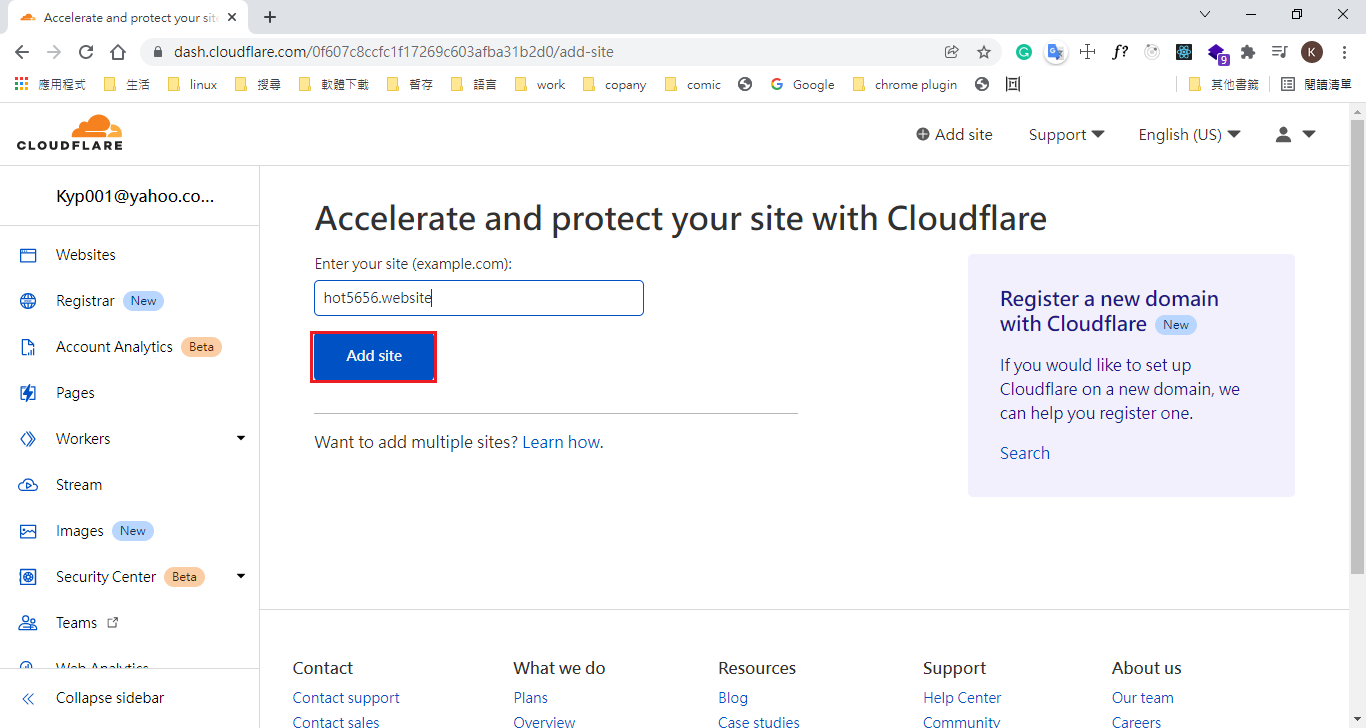 Accelerate and protect your site
dash.cloudflare.com/0f607c8ccfc1f17269c603afba31b2d0/add-site
f?
9
K
應用程式 生活 linux 搜尋 軟體下載 暫存 語言 work copany comic Google chrome plugin 其他書籤 閱讀清單
CLOUDFLARE
Add site Support English (US)
Kyp001@yahoo.co...
Websites
Registrar New
Account Analytics Beta
Pages
Workers
Stream
Images New
Security Center Beta
Teams
Web Analytics
Collapse sidebar
Accelerate and protect your site with Cloudflare
Enter your site (example.com):
hot5656.website
Add site
Want to add multiple sites? Learn how.
Register a new domain
with Cloudflare New
If you would like to set up
Cloudflare on a new domain, we
can help you register one.
Search
Contact What we do Resources Support About us
Contact support Plans Blog Help Center Our team
Contact sales Overview Case studies Community Careers